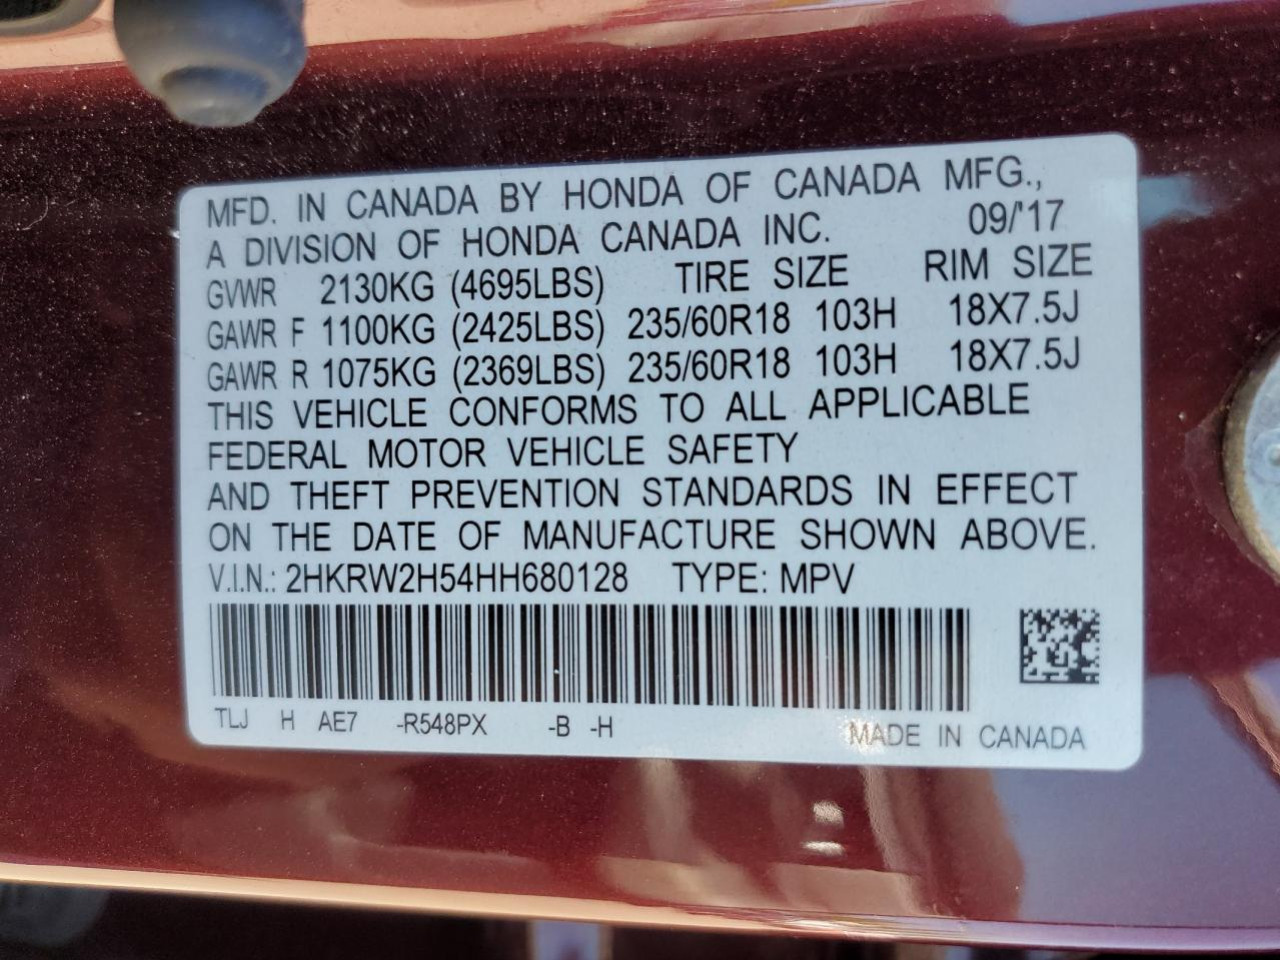 MFD. IN CANADA BY HONDA OF CANADA MFG.,
A DIVISION OF HONDA CANADA INC. 09/'17
GVWR 2130KG (4695LBS) TIRE SIZE RIM SIZE
GAWR F 1100KG (2425LBS) 235/60R18 103H 18X7.5J
GAWR R 1075KG (2369LBS) 235/60R18 103H 18X7.5J
THIS VEHICLE CONFORMS TO ALL APPLICABLE
FEDERAL MOTOR VEHICLE SAFETY
AND THEFT PREVENTION STANDARDS IN EFFECT
ON THE DATE OF MANUFACTURE SHOWN ABOVE.
V.I.N.: 2HKRW2H54HH680128 TYPE: MPV
TLJ H AE7 -R548PX -B -H MADE IN CANADA